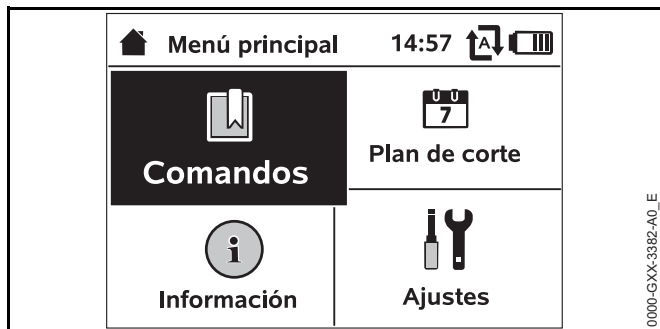 Menú principal 14:57 A
7
Comandos
Plan de corte
i
Información
Ajustes
0000-GXX-3382-A0_E